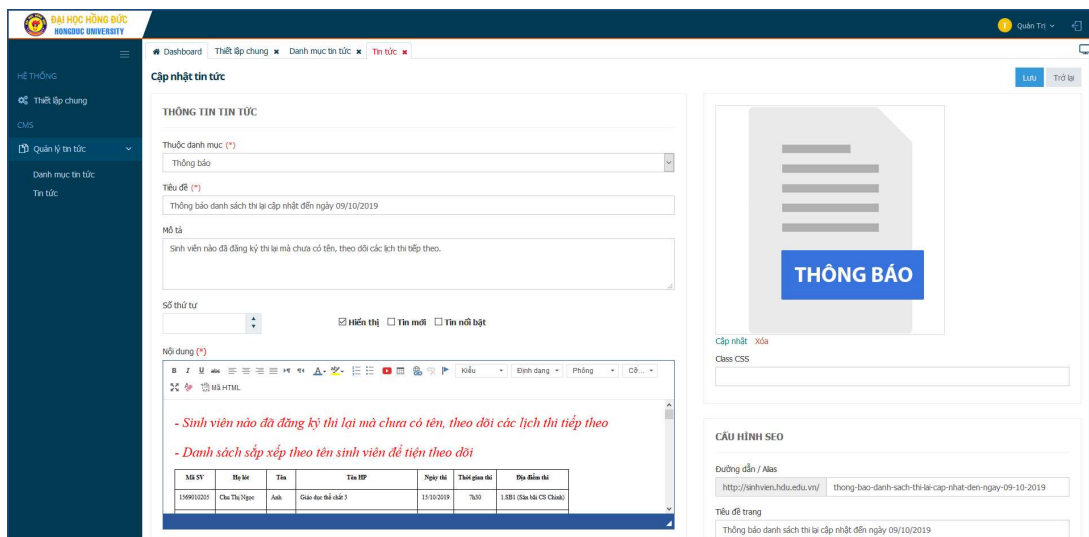 ĐẠI HỌC HỒNG ĐỨC
HONGDUC UNIVERSITY
Quản Trị
Dashboard Thiết lập chung Danh mục tin tức Tin tức
HỆ THỐNG
Thiết lập chung
CMS
Quản lý tin tức
Danh mục tin tức
Tin tức
Cập nhật tin tức
Lưu Trở lại
THÔNG TIN TIN TỨC
Thuộc danh mục (*)
Thông báo
Tiêu đề (*)
Thông báo danh sách thi lại cập nhật đến ngày 09/10/2019
Mô tả
Sinh viên nào đã đăng ký thi lại mà chưa có tên, theo dõi các lịch thi tiếp theo.
Số thứ tự
Hiển thị Tin mới Tin nổi bật
Nội dung (*)
Kiểu Định dạng Phông Cỡ...
Mã HTML
- Sinh viên nào đã đăng ký thi lại mà chưa có tên, theo dõi các lịch thi tiếp theo
- Danh sách sắp xếp theo tên sinh viên để tiện theo dõi
Mã SV Họ lót Tên Tên HP Ngày thi Thời gian thi Địa điểm thi
1569010205 Chu Thị Ngọc Anh Giáo dục thể chất 3 15/10/2019 7h30 1.SB1 (Sân bãi CS Chính)
THÔNG BÁO
Cập nhật Xóa
Class CSS
CẤU HÌNH SEO
Đường dẫn / Alias
http://sinhvien.hdu.edu.vn/ thong-bao-danh-sach-thi-lai-cap-nhat-den-ngay-09-10-2019
Tiêu đề trang
Thông báo danh sách thi lại cập nhật đến ngày 09/10/2019